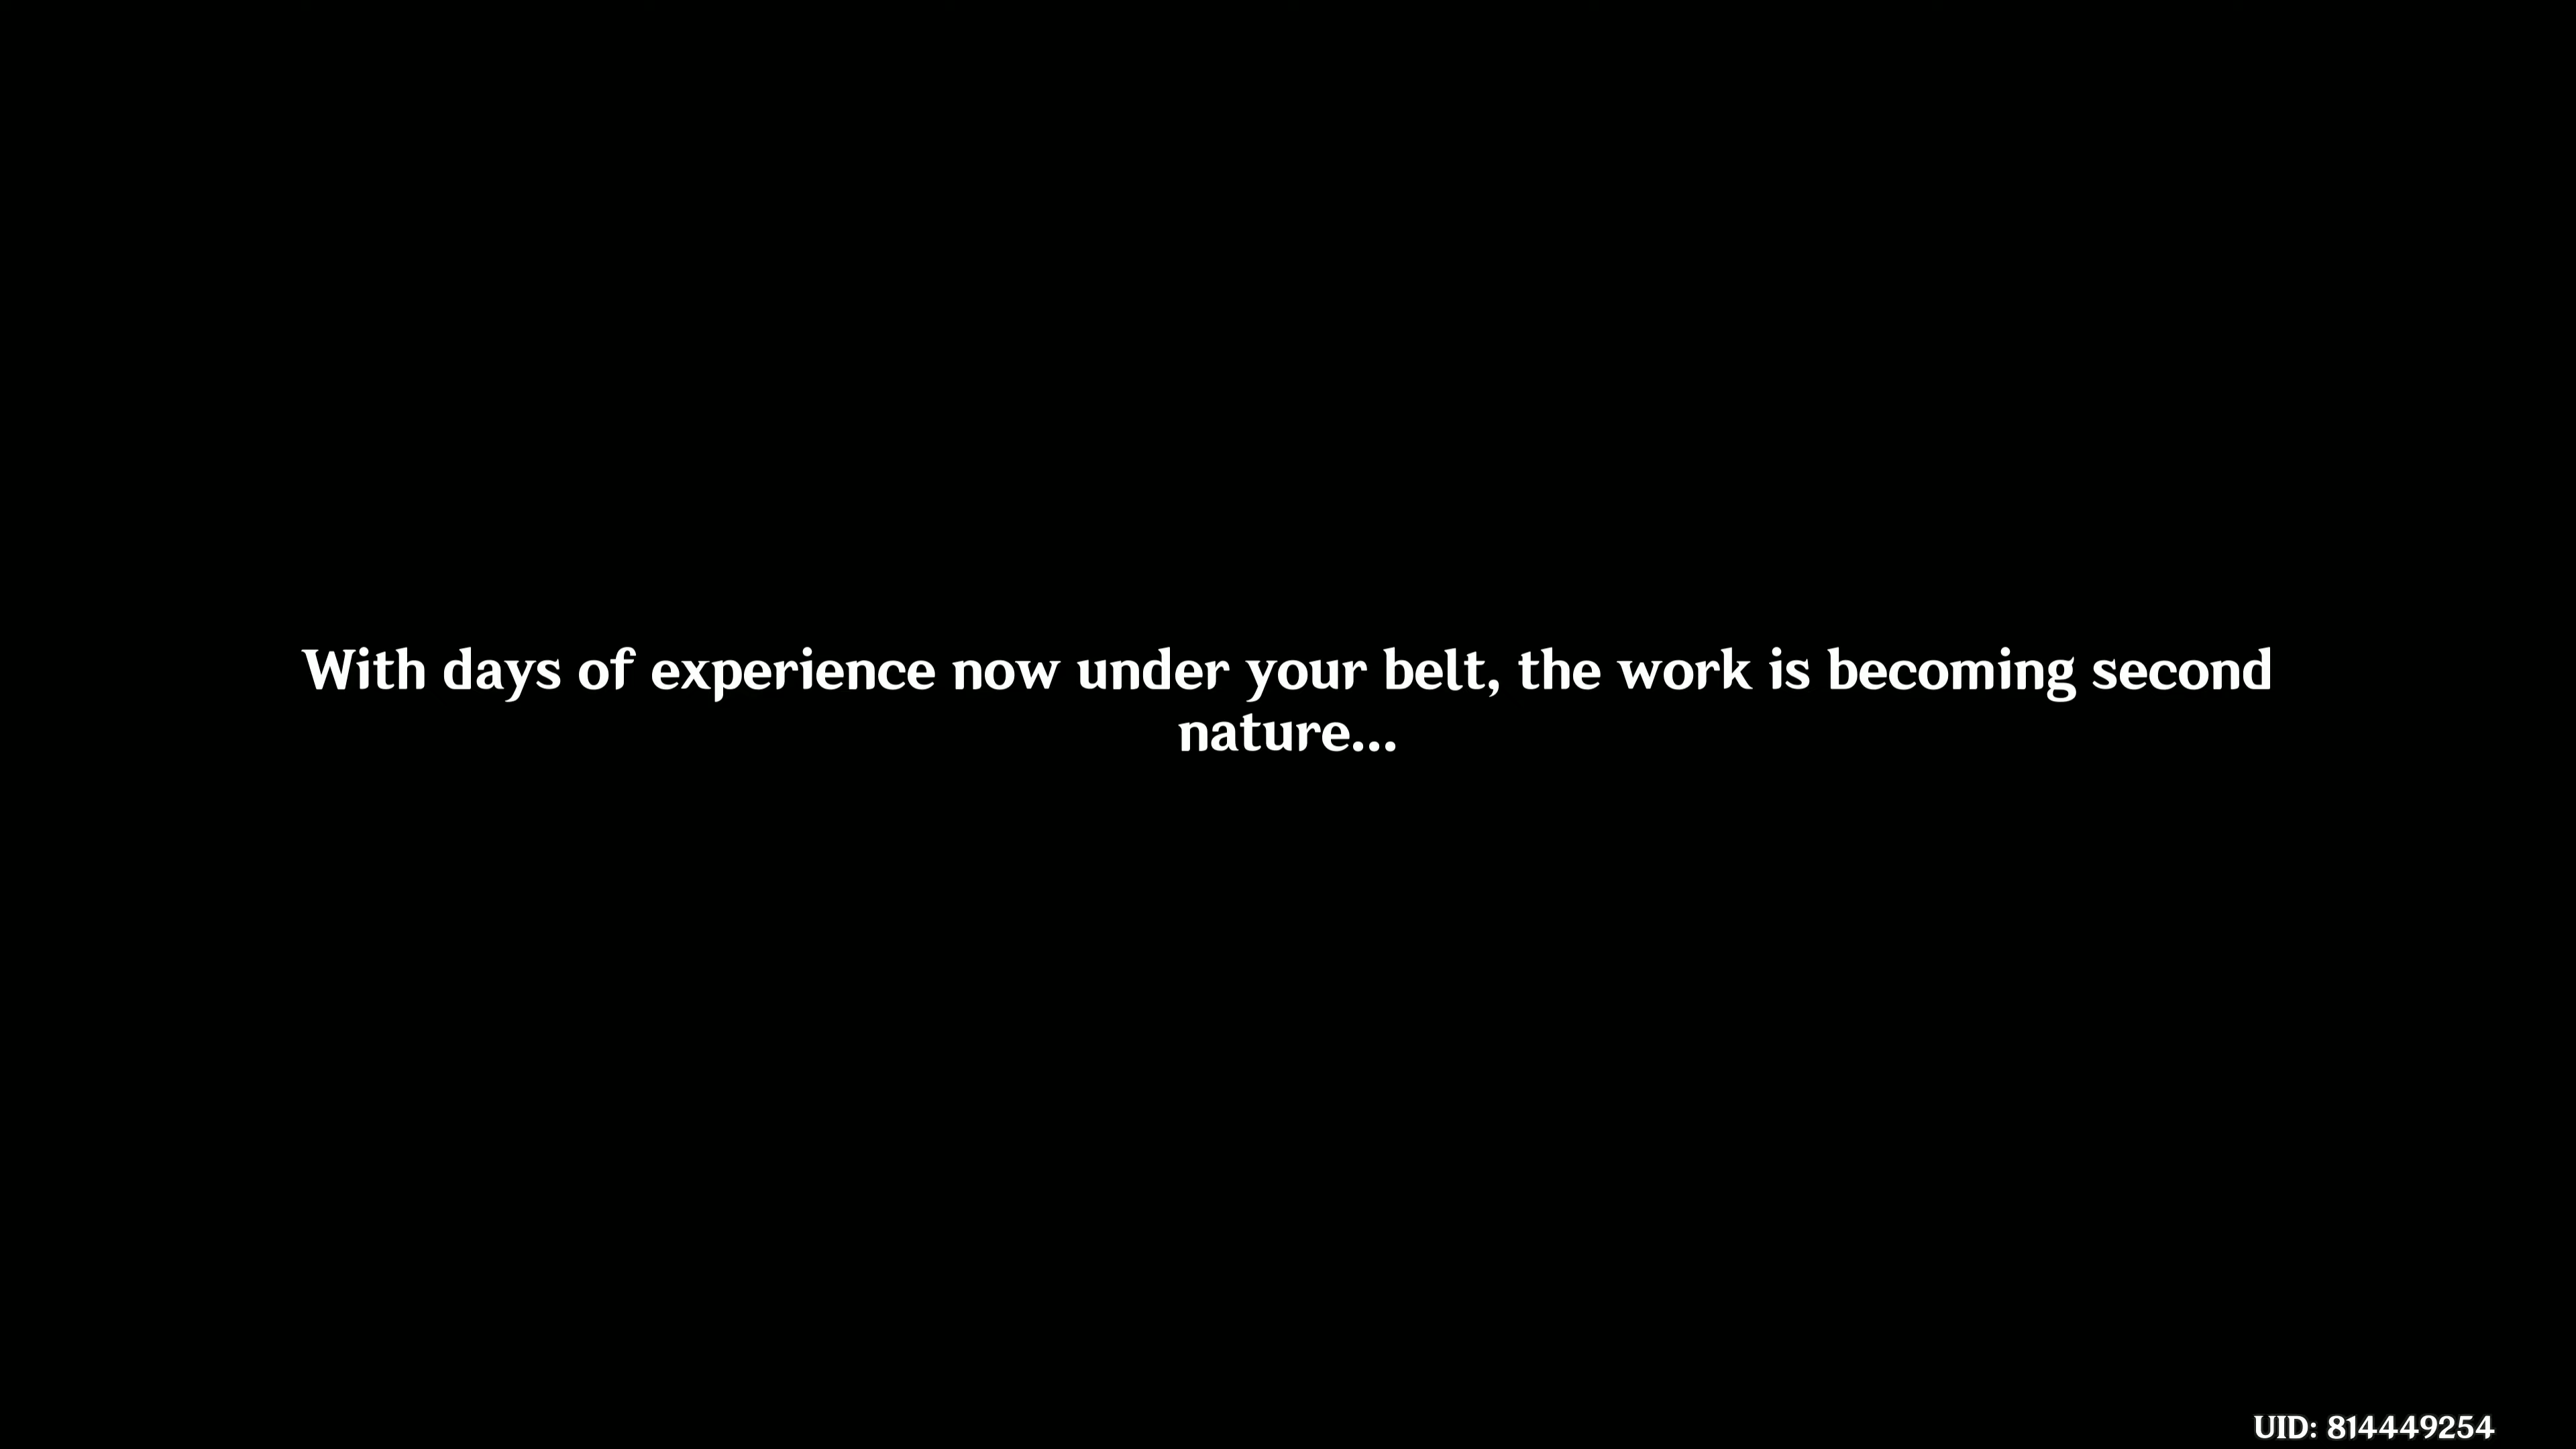 With days of experience now under your belt, the work is becoming second
nature...
UID: 814449254